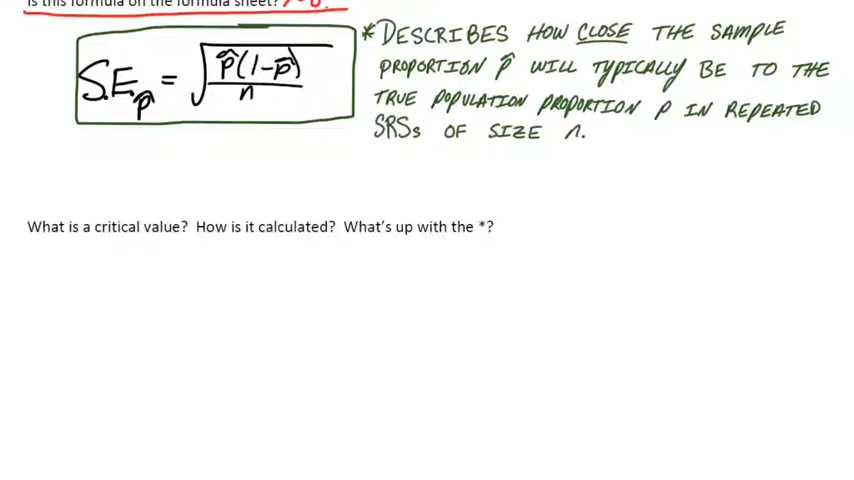 Is this formula on the formula sheet?
*DESCRIBES HOW CLOSE THE SAMPLE
S.E.p̂ = √(p̂(1-p̂)/n)
PROPORTION p̂ WILL TYPICALLY BE TO THE
TRUE POPULATION PROPORTION p IN REPEATED
SRSs OF SIZE n.
What is a critical value? How is it calculated? What's up with the *?